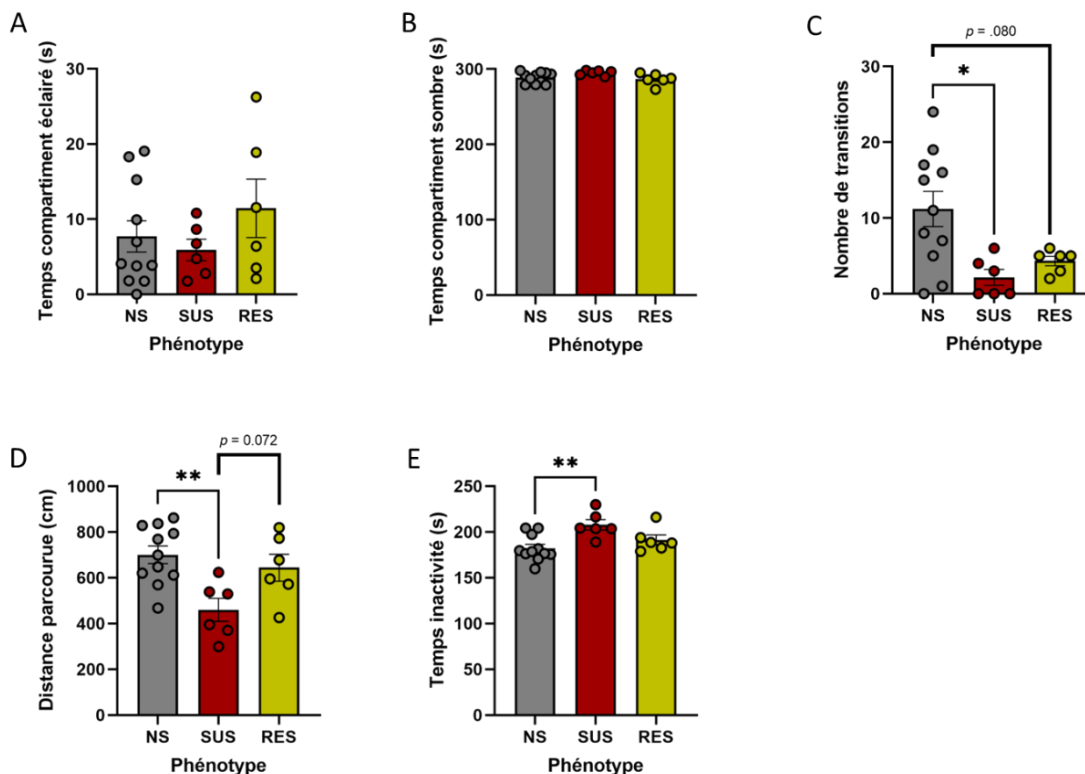 A
Temps compartiment éclairé (s)
30
20
10
0
NS SUS RES
Phénotype
B
Temps compartiment sombre (s)
300
200
100
0
NS SUS RES
Phénotype
C
p = .080
*
Nombre de transitions
30
20
10
0
NS SUS RES
Phénotype
D
p = 0.072
**
Distance parcourue (cm)
1000
800
600
400
200
0
NS SUS RES
Phénotype
E
**
Temps inactivité (s)
250
200
150
100
50
0
NS SUS RES
Phénotype